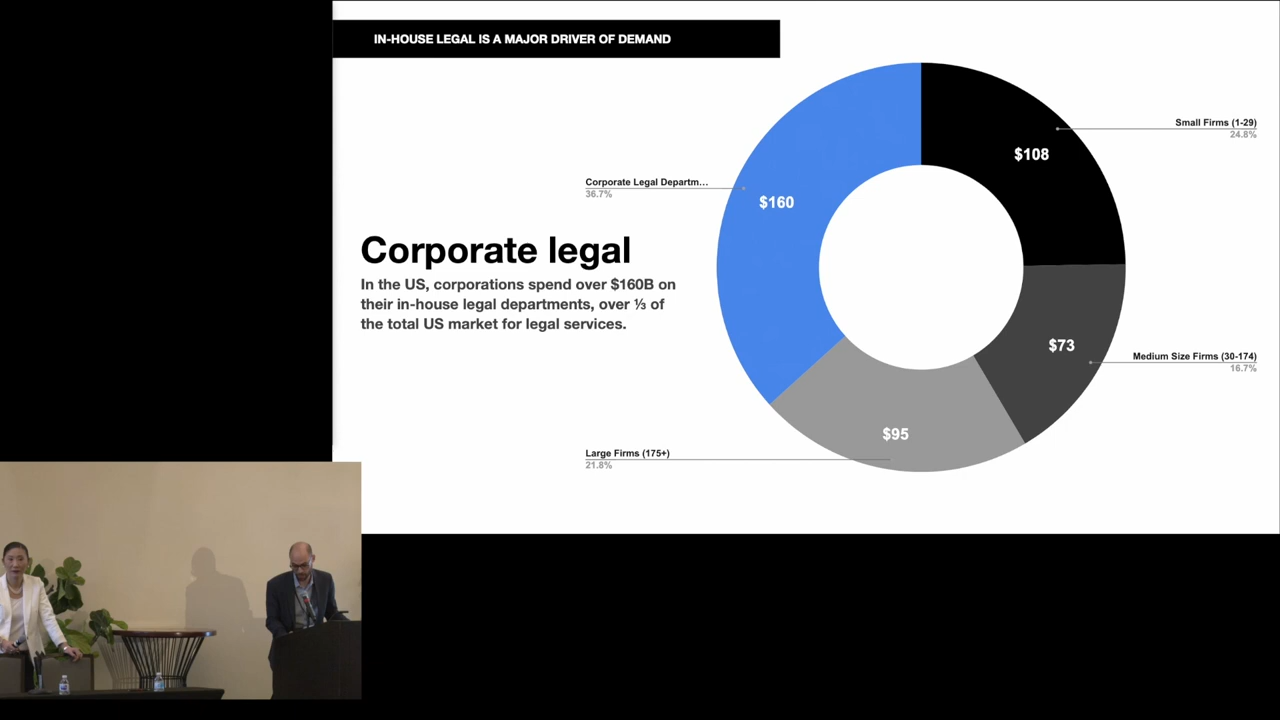 IN-HOUSE LEGAL IS A MAJOR DRIVER OF DEMAND
Small Firms (1-29)
24.8%
$108
Corporate Legal Departm...
36.7%
$160
Corporate legal
In the US, corporations spend over $160B on
their in-house legal departments, over ⅓ of
the total US market for legal services.
$73
Medium Size Firms (30-174)
16.7%
$95
Large Firms (175+)
21.8%